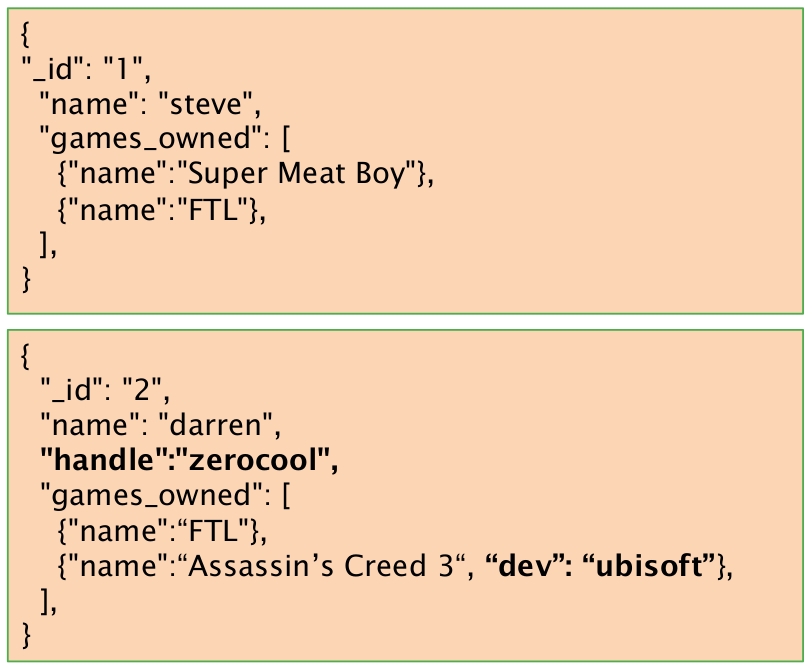 {
"_id": "1",
"name": "steve",
"games_owned": [
{"name":"Super Meat Boy"},
{"name":"FTL"},
],
}
{
"_id": "2",
"name": "darren",
"handle":"zerocool",
"games_owned": [
{"name":“FTL"},
{"name":“Assassin’s Creed 3“, “dev”: “ubisoft”},
],
}